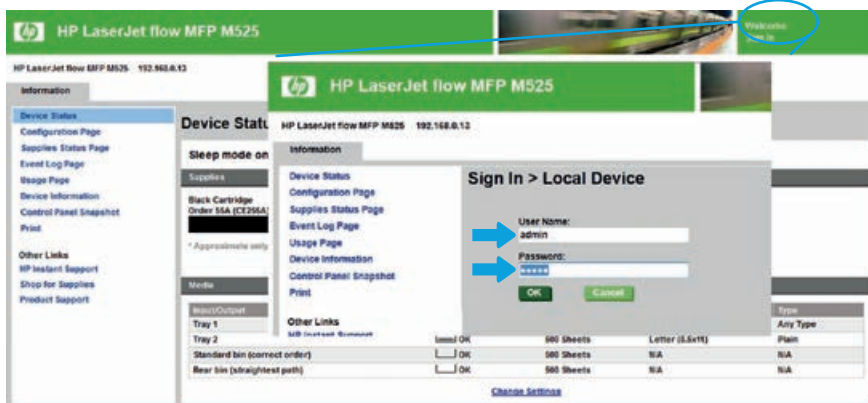 hp HP LaserJet flow MFP M525
Welcome:
Sign In
HP LaserJet flow MFP M525 192.168.0.13
Information
Device Status
Configuration Page
Supplies Status Page
Event Log Page
Usage Page
Device Information
Control Panel Snapshot
Print
Other Links
HP Instant Support
Shop for Supplies
Product Support
Device Statu
Sleep mode on
Supplies
Black Cartridge
Order 55A (CE255A)
* Approximate only
Media
Input/Output
Type
Tray 1
Any Type
Tray 2 OK 500 Sheets Letter (8.5x11) Plain
Standard bin (correct order) OK 500 Sheets N/A N/A
Rear bin (straightest path) OK 500 Sheets N/A N/A
Change Settings
hp HP LaserJet flow MFP M525
HP LaserJet flow MFP M525 192.168.0.13
Information
Device Status
Configuration Page
Supplies Status Page
Event Log Page
Usage Page
Device Information
Control Panel Snapshot
Print
Other Links
HP Instant Support
Sign In > Local Device
User Name:
admin
Password:
•••••
OK Cancel